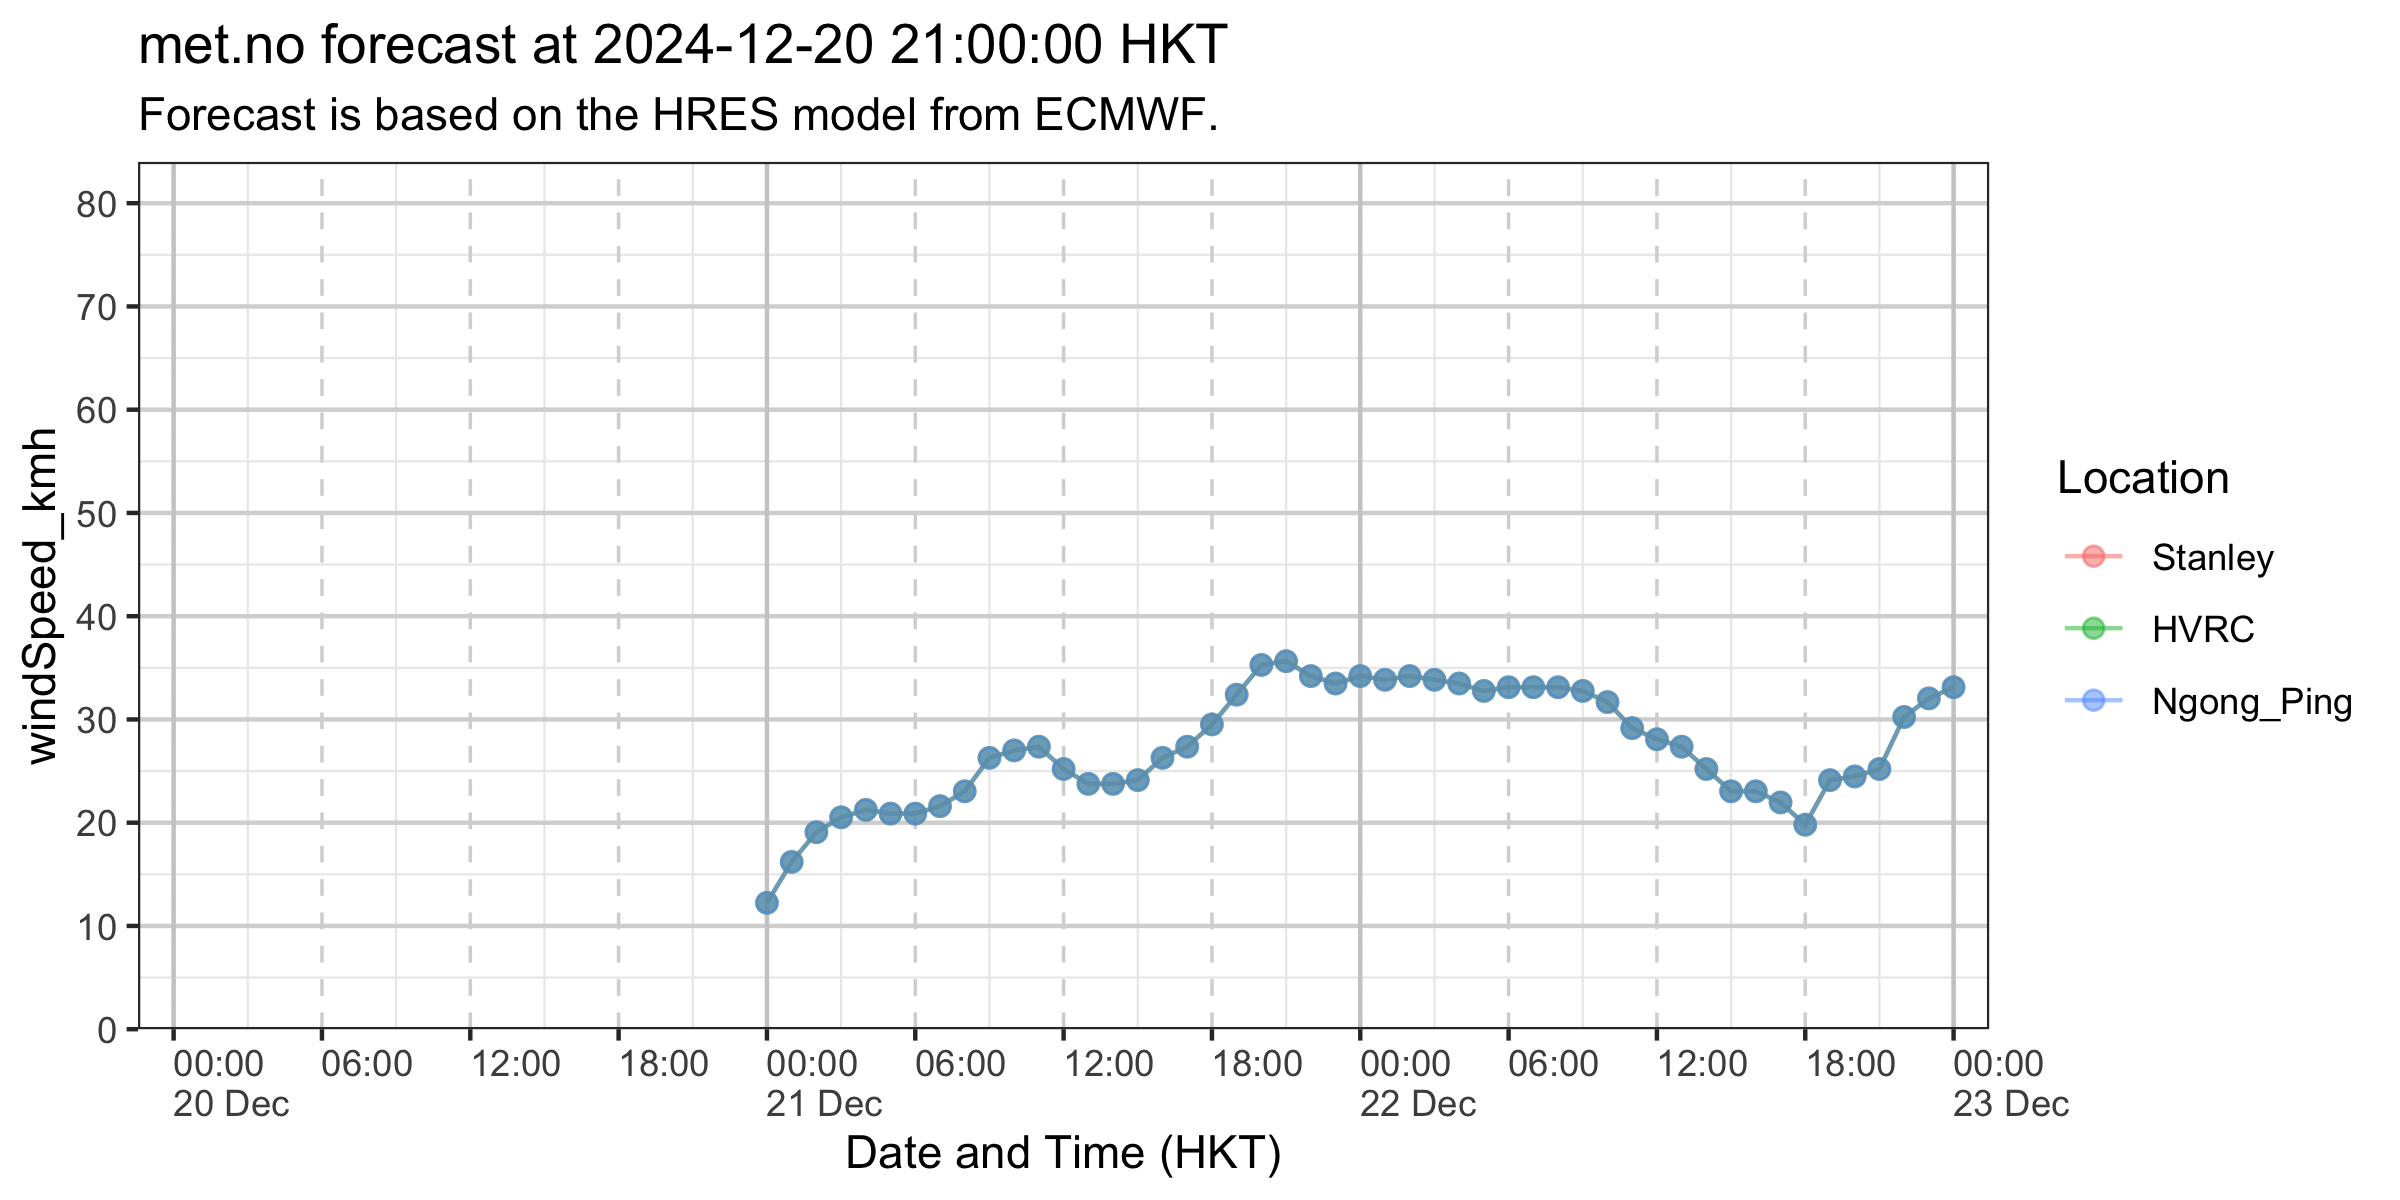 met.no forecast at 2024-12-20 21:00:00 HKT
Forecast is based on the HRES model from ECMWF.
windSpeed_kmh
80
70
60
50
40
30
20
10
0
00:00 06:00 12:00 18:00 00:00 06:00 12:00 18:00 00:00 06:00 12:00 18:00 00:00
20 Dec 21 Dec 22 Dec 23 Dec
Date and Time (HKT)
Location
Stanley
HVRC
Ngong_Ping